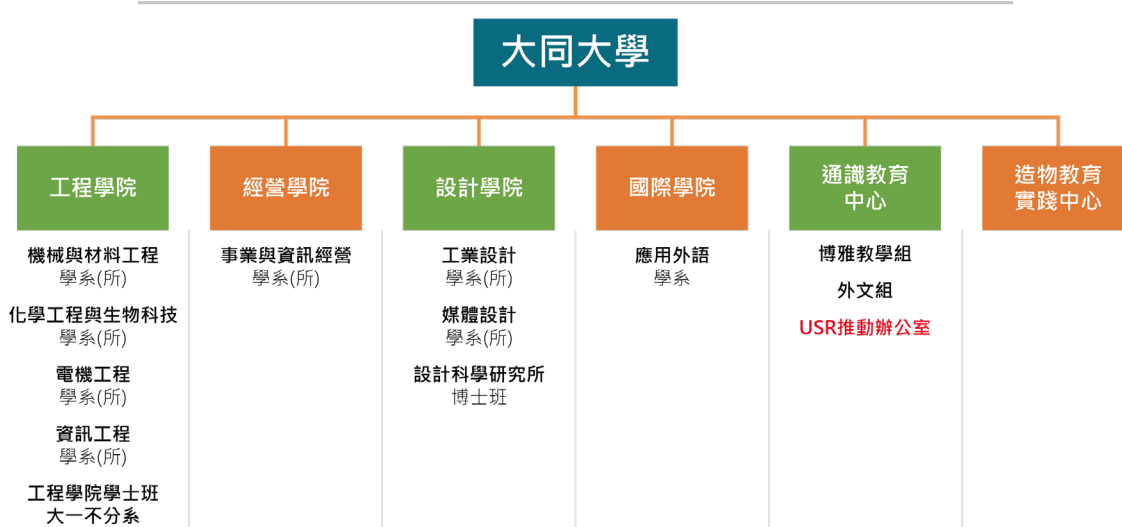 大同大學
工程學院
機械與材料工程
學系(所)
化學工程與生物科技
學系(所)
電機工程
學系(所)
資訊工程
學系(所)
工程學院學士班
大一不分系
經營學院
事業與資訊經營
學系(所)
設計學院
工業設計
學系(所)
媒體設計
學系(所)
設計科學研究所
博士班
國際學院
應用外語
學系
通識教育
中心
博雅教學組
外文組
USR推動辦公室
造物教育
實踐中心